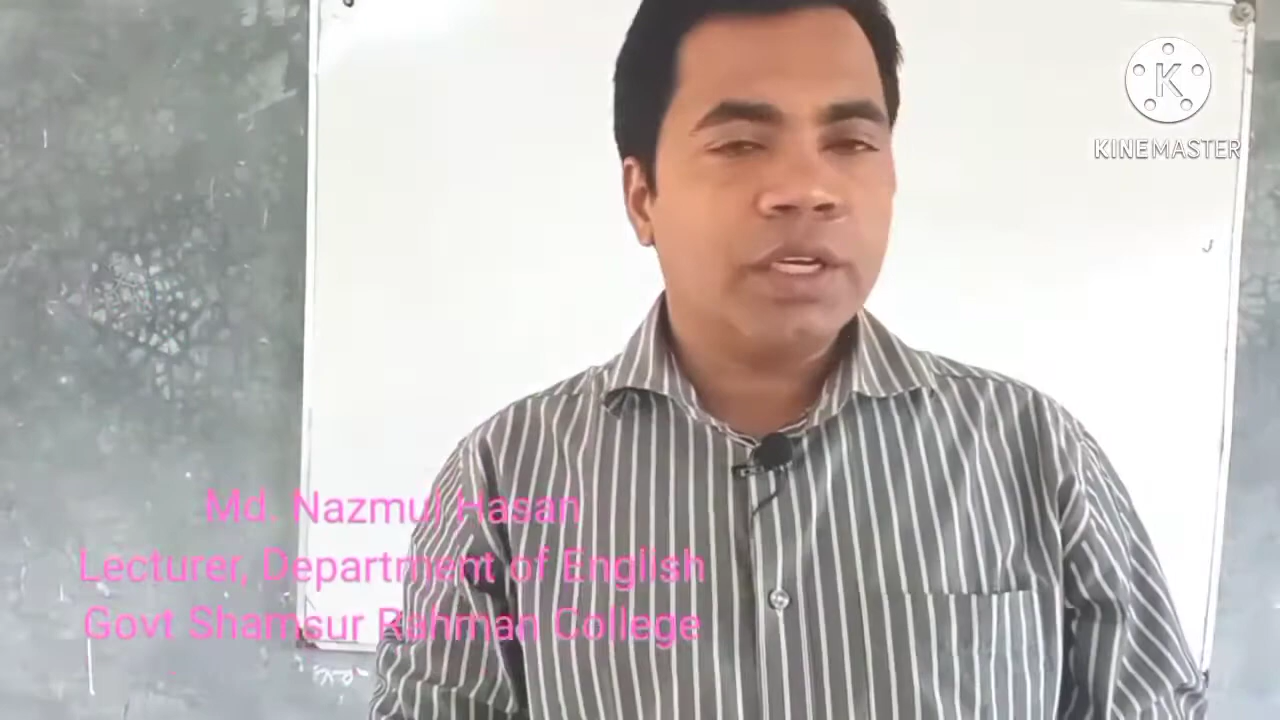 K
KINEMASTER
Md. Nazmul Hasan
Lecturer, Department of English
Govt Shamsur Rahman College